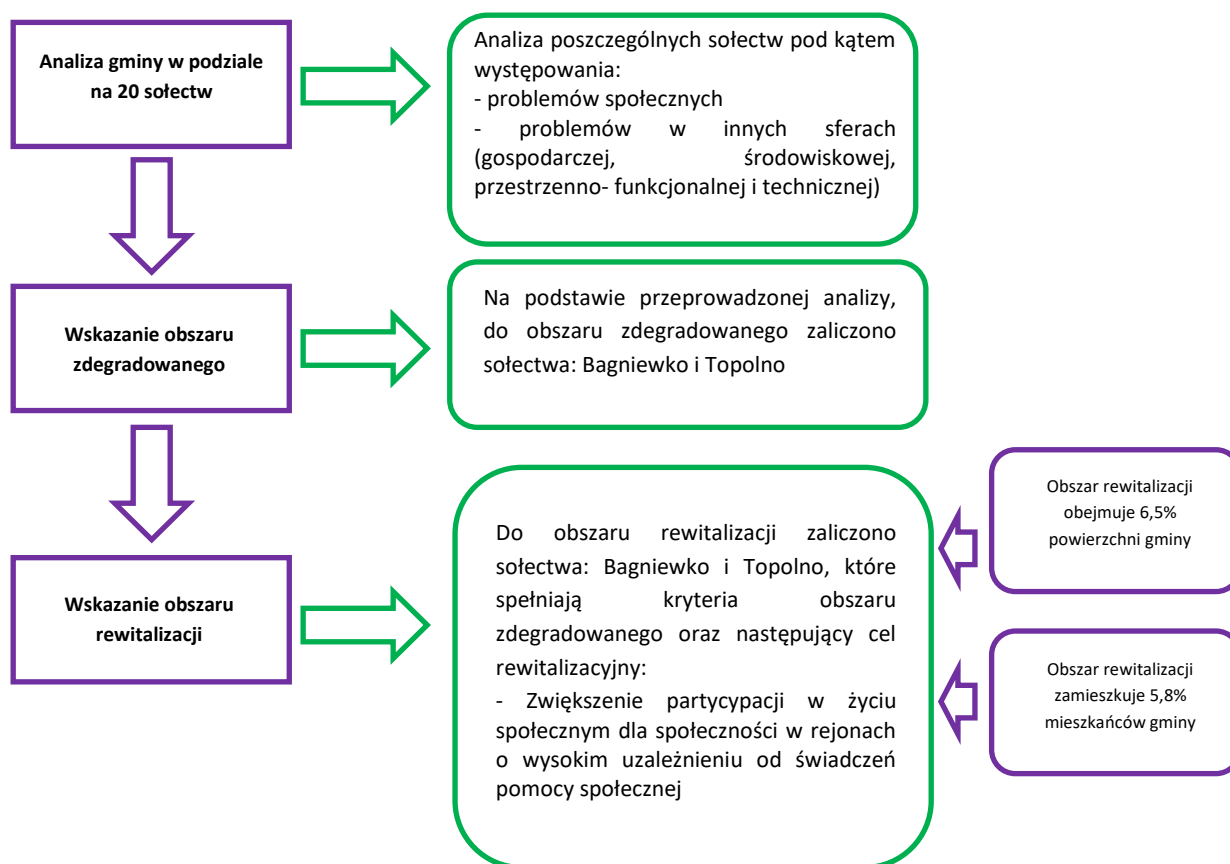 Analiza gminy w podziale
na 20 sołectw
Analiza poszczególnych sołectw pod kątem
występowania:
- problemów społecznych
- problemów w innych sferach
(gospodarczej, środowiskowej,
przestrzenno- funkcjonalnej i technicznej)
Wskazanie obszaru
zdegradowanego
Na podstawie przeprowadzonej analizy,
do obszaru zdegradowanego zaliczono
sołectwa: Bagniewko i Topolno
Wskazanie obszaru
rewitalizacji
Do obszaru rewitalizacji zaliczono
sołectwa: Bagniewko i Topolno, które
spełniają kryteria obszaru
zdegradowanego oraz następujący cel
rewitalizacyjny:
- Zwiększenie partycypacji w życiu
społecznym dla społeczności w rejonach
o wysokim uzależnieniu od świadczeń
pomocy społecznej
Obszar rewitalizacji
obejmuje 6,5%
powierzchni gminy
Obszar rewitalizacji
zamieszkuje 5,8%
mieszkańców gminy